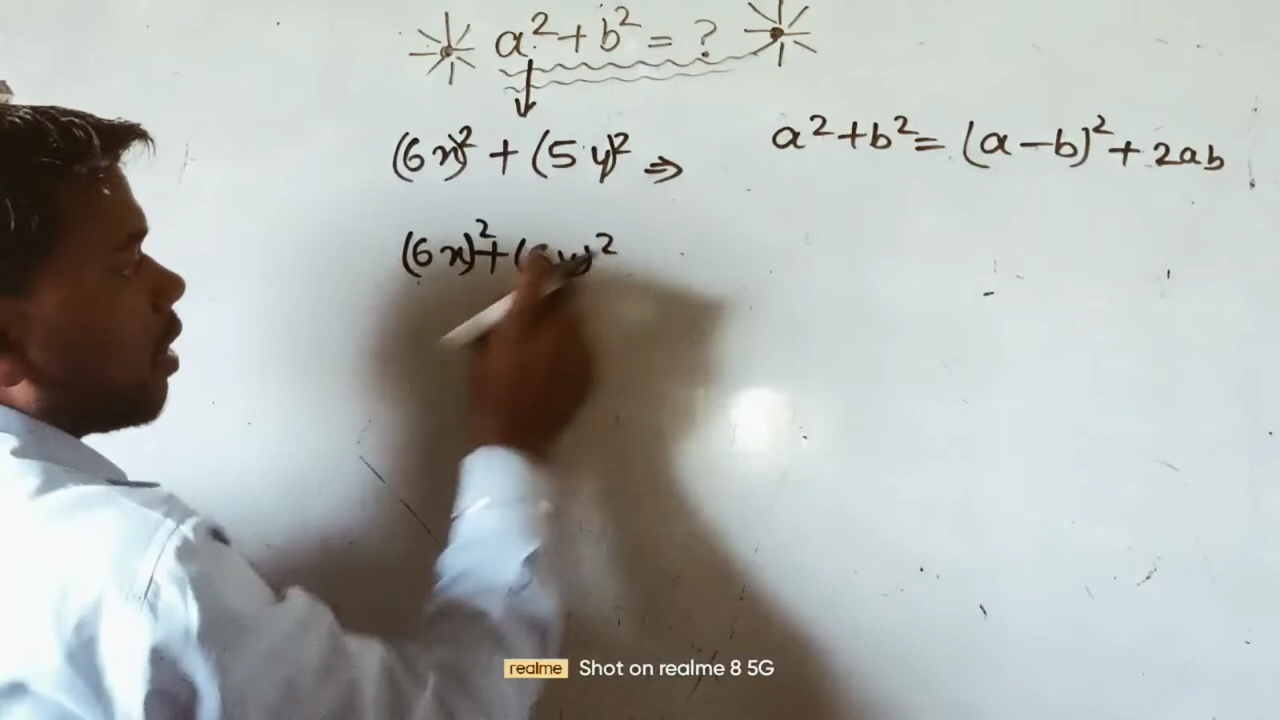 a² + b² = ?
(6x)² + (5y)² ⇒
a² + b² = (a - b)² + 2ab
(6x)² + (5y)²
realme Shot on realme 8 5G